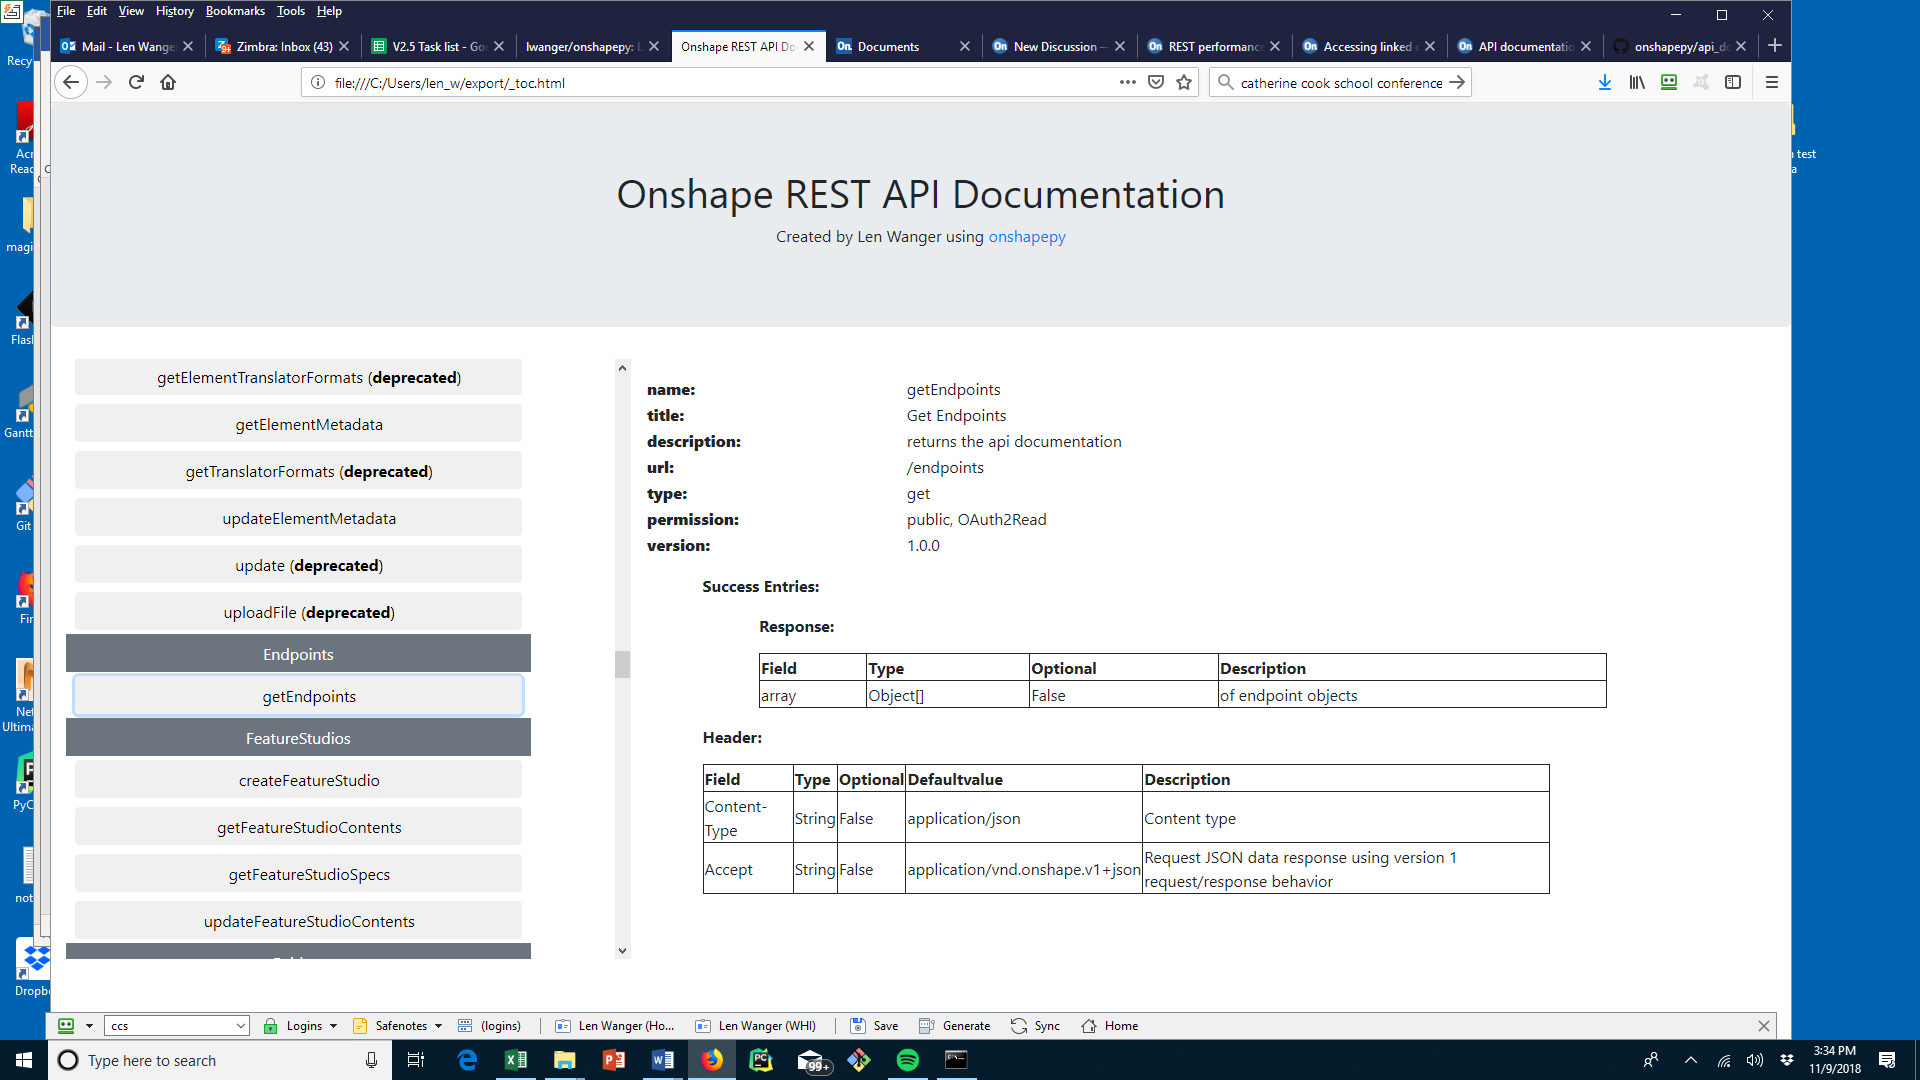 File Edit View History Bookmarks Tools Help
Mail - Len Wange
Zimbra: Inbox (43)
V2.5 Task list - Go
lwanger/onshapepy: L
Onshape REST API Do
Documents
New Discussion
REST performanc
Accessing linked
API documentatio
onshapepy/api_d
file:///C:/Users/len_w/export/_toc.html
catherine cook school conference
Onshape REST API Documentation
Created by Len Wanger using onshapepy
getElementTranslatorFormats (deprecated)
getElementMetadata
getTranslatorFormats (deprecated)
updateElementMetadata
update (deprecated)
uploadFile (deprecated)
Endpoints
getEndpoints
FeatureStudios
createFeatureStudio
getFeatureStudioContents
getFeatureStudioSpecs
updateFeatureStudioContents
name: getEndpoints
title: Get Endpoints
description: returns the api documentation
url: /endpoints
type: get
permission: public, OAuth2Read
version: 1.0.0
Success Entries:
Response:
Field Type Optional Description
array Object[] False of endpoint objects
Header:
Field Type Optional Defaultvalue Description
Content-
Type String False application/json Content type
Accept String False application/vnd.onshape.v1+json Request JSON data response using version 1
request/response behavior
Recy
Acr
Reac
magi
Flas
Gantt
Git
Fir
Net
Ultima
PyC
not
Dropb
test
a
ccs Logins Safenotes (logins) Len Wanger (Ho... Len Wanger (WHI) Save Generate Sync Home
Type here to search
99+
3:34 PM
11/9/2018